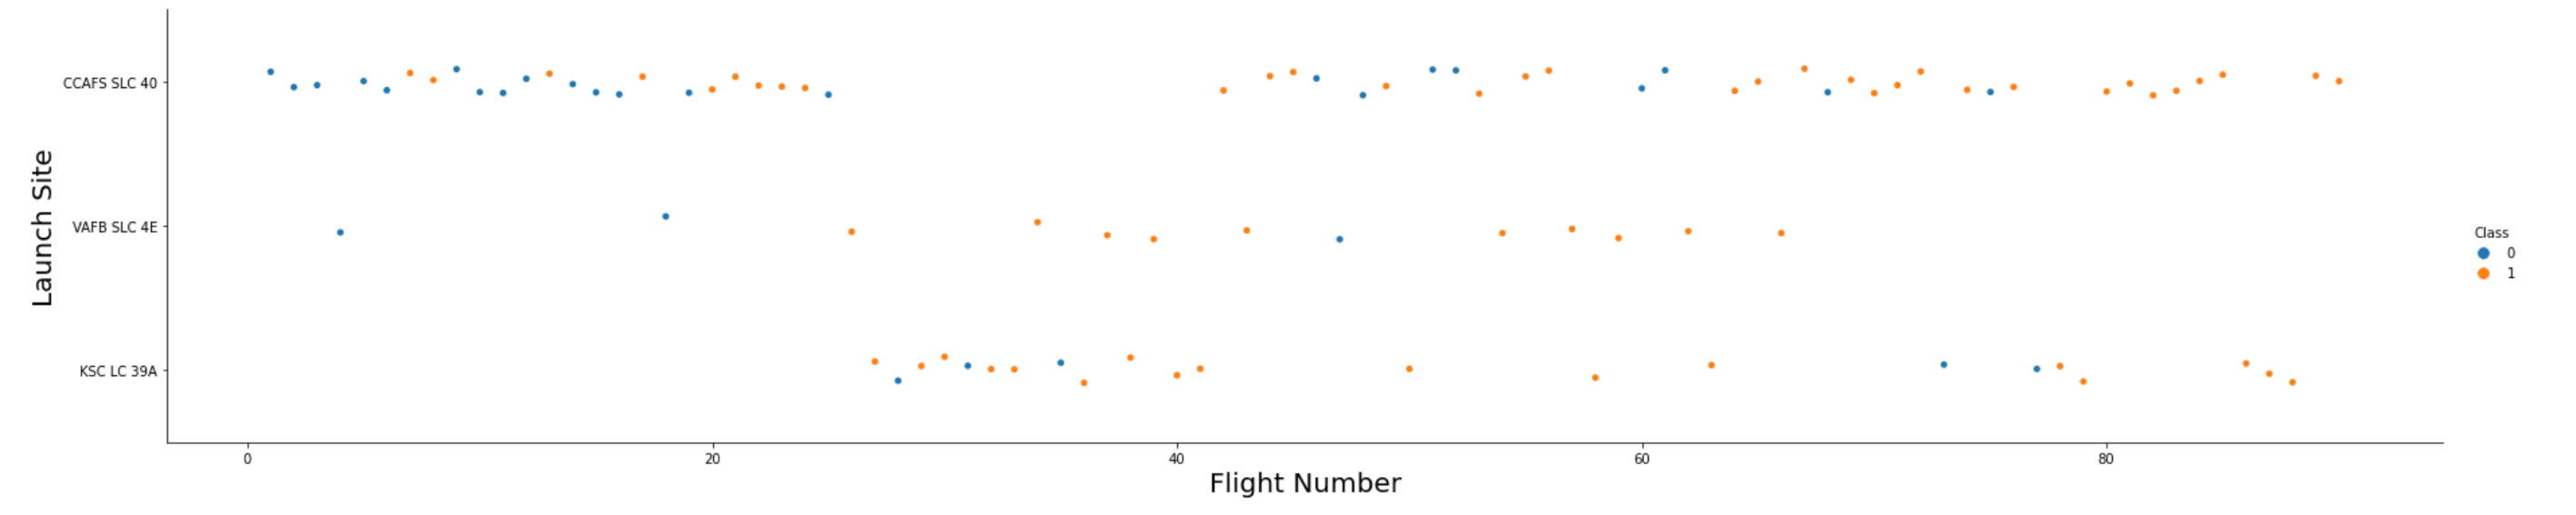 CCAFS SLC 40
VAFB SLC 4E
KSC LC 39A
Launch Site
0 20 40 60 80
Flight Number
Class
0
1